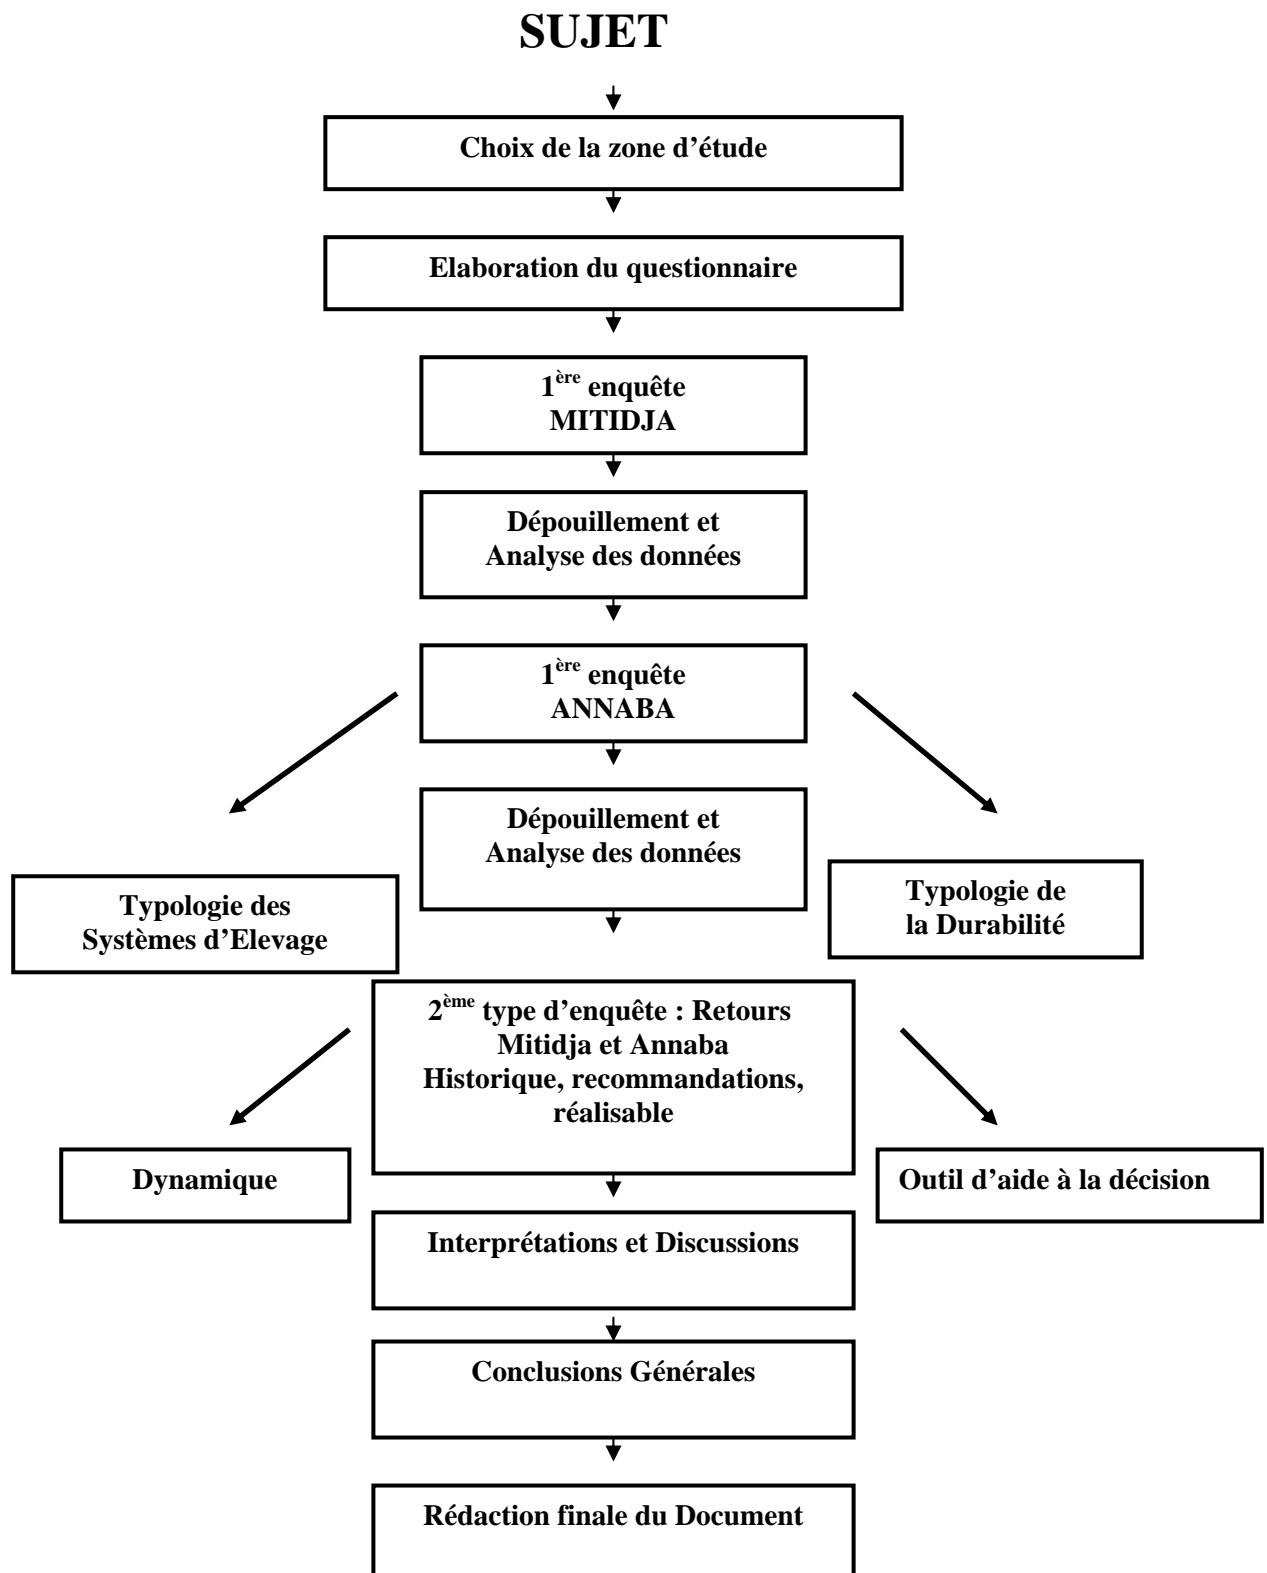 SUJET
Choix de la zone d’étude
Elaboration du questionnaire
1ère enquête
MITIDJA
Dépouillement et
Analyse des données
1ère enquête
ANNABA
Dépouillement et
Analyse des données
Typologie des
Systèmes d’Elevage
Typologie de
la Durabilité
2ème type d’enquête : Retours
Mitidja et Annaba
Historique, recommandations,
réalisable
Dynamique
Outil d’aide à la décision
Interprétations et Discussions
Conclusions Générales
Rédaction finale du Document